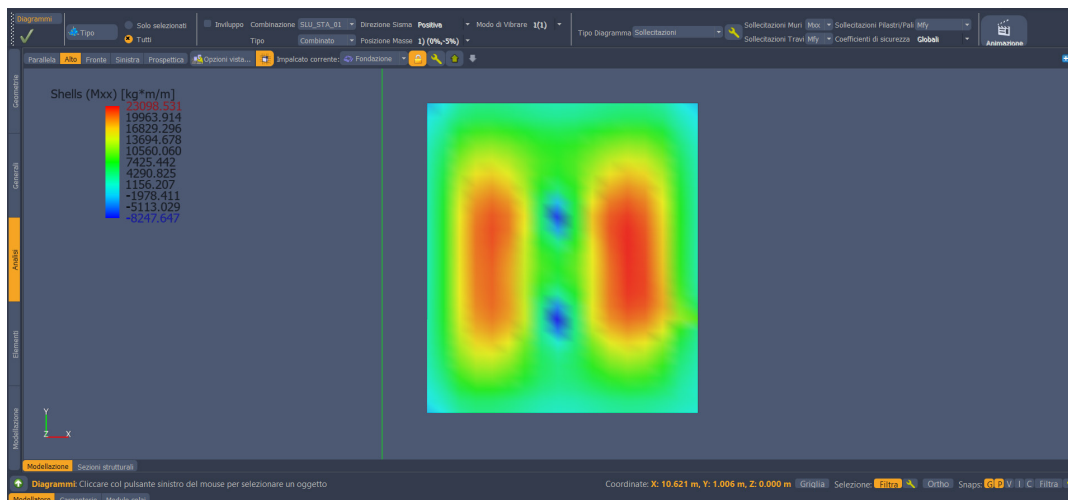 Diagrammi
Tipo
Solo selezionati
Tutti
Inviluppo Combinazione SLU_STA_01 Direzione Sisma Positiva Modo di Vibrare 1(1)
Tipo Combinato Posizione Masse 1) (0%,-5%)
Tipo Diagramma Sollecitazioni
Sollecitazioni Muri Mxx Sollecitazioni Pilastri/Pali Mfy
Sollecitazioni Travi Mfy Coefficienti di sicurezza Globali
Animazione
Parallela Alto Fronte Sinistra Prospettica Opzioni vista... Impalcato corrente: Fondazione
Geometrie
Generali
Analisi
Elementi
Modellazione
Shells (Mxx) [kg*m/m]
23098.531
19963.914
16829.296
13694.678
10560.060
7425.442
4290.825
1156.207
-1978.411
-5113.029
-8247.647
Y
Z X
Modellazione Sezioni strutturali
Diagrammi: Cliccare col pulsante sinistro del mouse per selezionare un oggetto
Coordinate: X: 10.621 m, Y: 1.006 m, Z: 0.000 m Griglia Selezione: Filtra Ortho Snaps: G P V I C Filtra